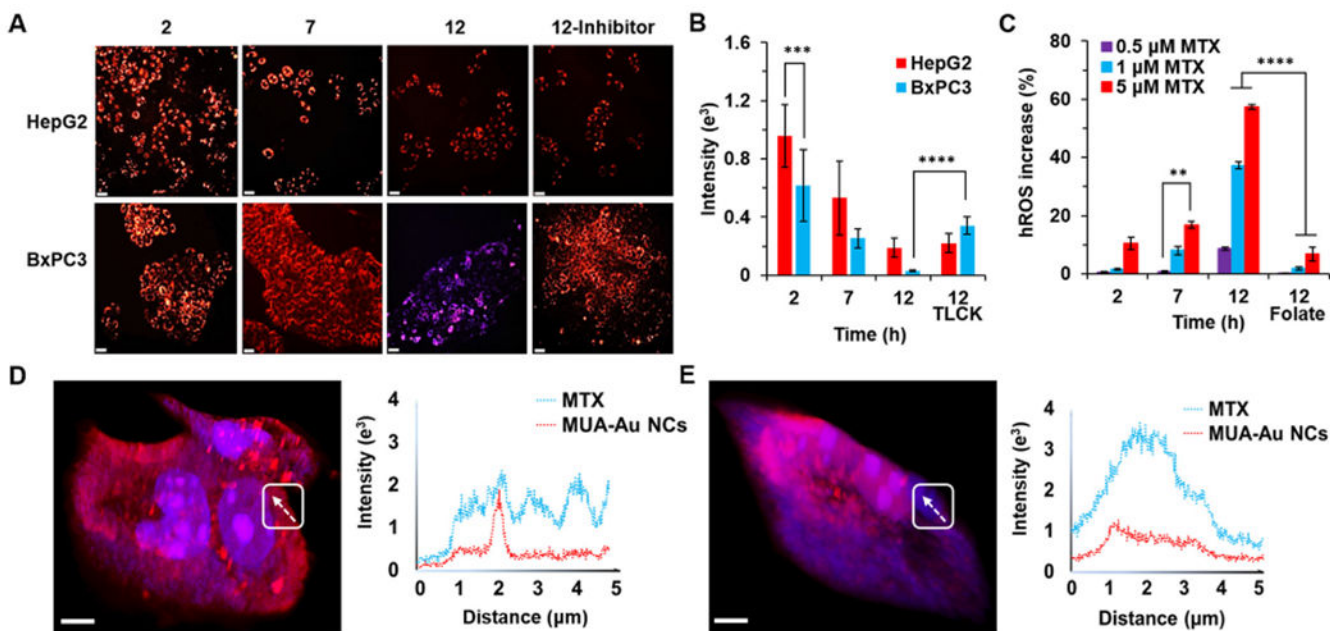 A
2
7
12
12-Inhibitor
HepG2
BxPC3
B
Intensity (e³)
1.6
1.2
0.8
0.4
0
***
****
HepG2
BxPC3
2
7
12
12
TLCK
Time (h)
C
hROS increase (%)
80
60
40
20
0
0.5 µM MTX
1 µM MTX
5 µM MTX
**
****
2
7
12
12
Folate
Time (h)
D
MTX
MUA-Au NCs
Intensity (e³)
4
3
2
1
0
0
1
2
3
4
5
Distance (µm)
E
MTX
MUA-Au NCs
Intensity (e³)
4
3
2
1
0
0
1
2
3
4
5
Distance (µm)